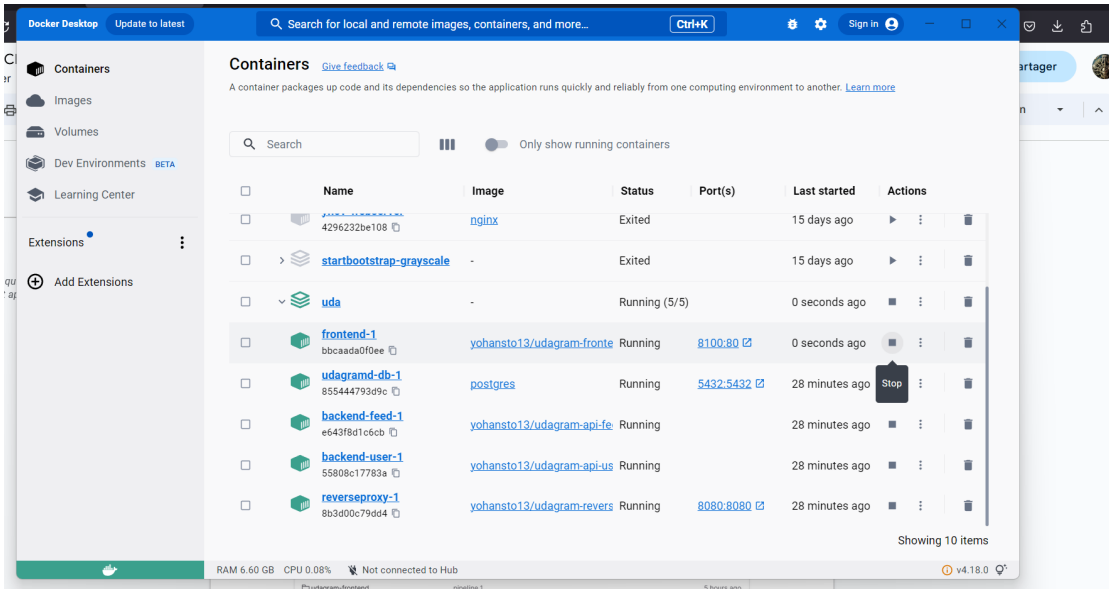 Docker Desktop Update to latest Search for local and remote images, containers, and more... Ctrl+K Sign in
Containers
Images
Volumes
Dev Environments BETA
Learning Center
Extensions
Add Extensions
Containers Give feedback
A container packages up code and its dependencies so the application runs quickly and reliably from one computing environment to another. Learn more
Search Only show running containers
Name Image Status Port(s) Last started Actions
4296232be108 nginx Exited 15 days ago
startbootstrap-grayscale - Exited 15 days ago
uda - Running (5/5) 0 seconds ago
frontend-1
bbcaada0f0ee yohansto13/udagram-fronte Running 8100:80 0 seconds ago
udagramd-db-1
855444793d9c postgres Running 5432:5432 28 minutes ago
Stop
backend-feed-1
e643f8d1c6cb yohansto13/udagram-api-fe Running 28 minutes ago
backend-user-1
55808c17783a yohansto13/udagram-api-us Running 28 minutes ago
reverseproxy-1
8b3d00c79dd4 yohansto13/udagram-revers Running 8080:8080 28 minutes ago
Showing 10 items
RAM 6.60 GB CPU 0.08% Not connected to Hub v4.18.0
artager